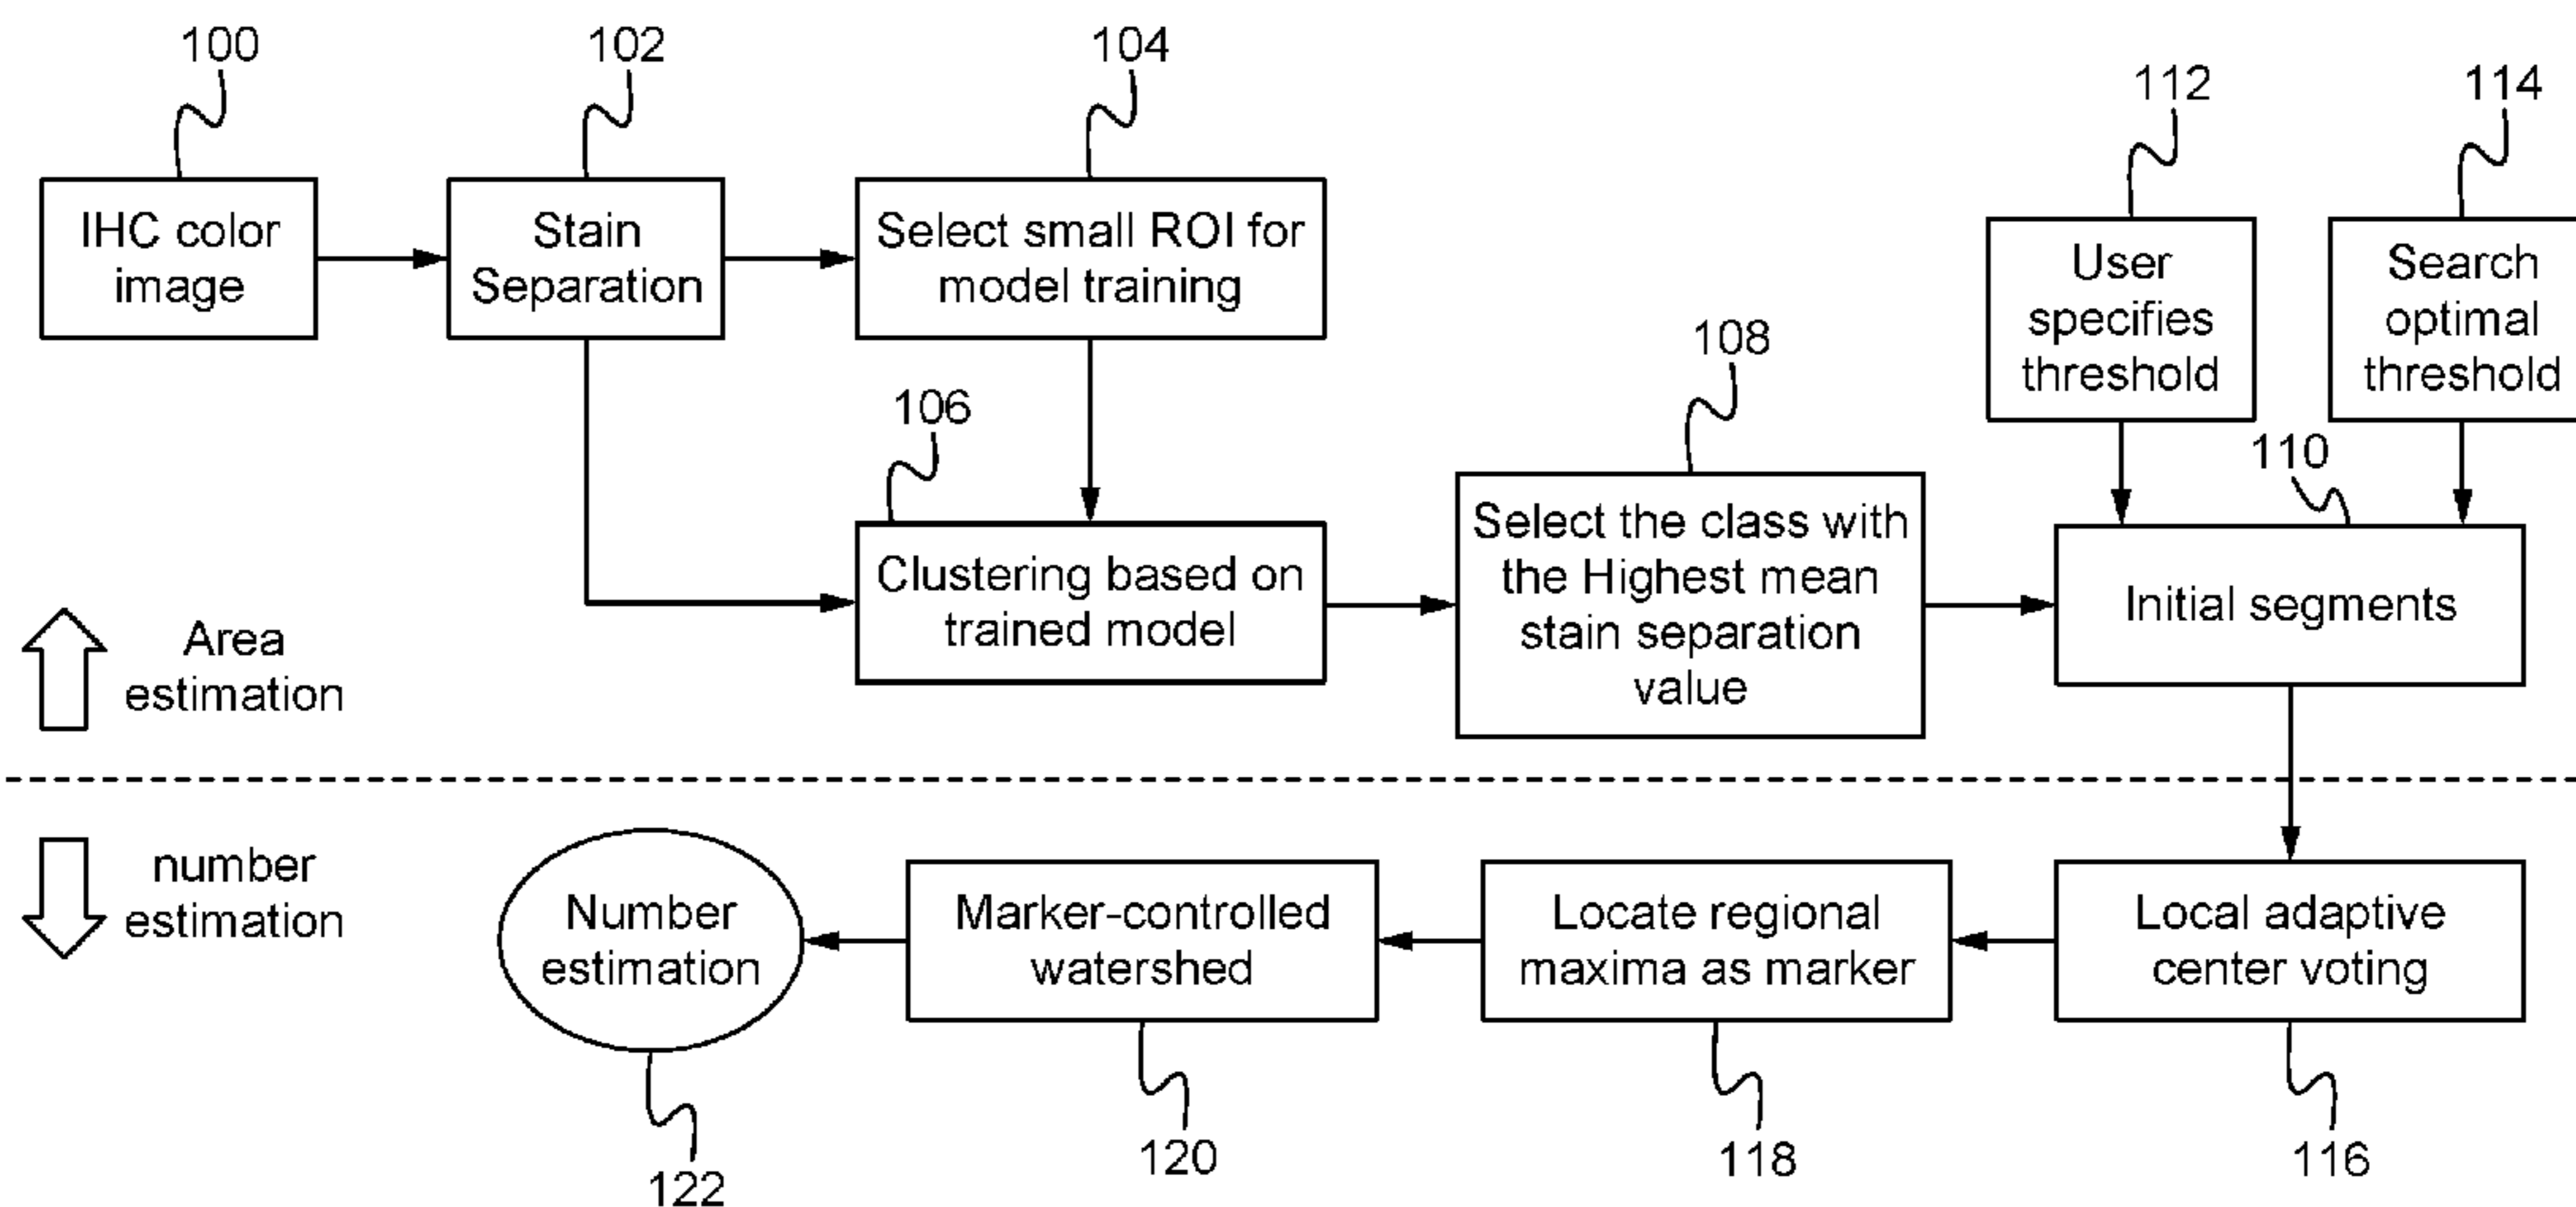 100
102
104
112
114
IHC color
image
Stain
Separation
Select small ROI for
model training
User
specifies
threshold
Search
optimal
threshold
108
106
110
Select the class with
the Highest mean
stain separation
value
Clustering based on
trained model
Initial segments
Area
estimation
number
estimation
Number
estimation
Marker-controlled
watershed
Locate regional
maxima as marker
Local adaptive
center voting
122
120
118
116